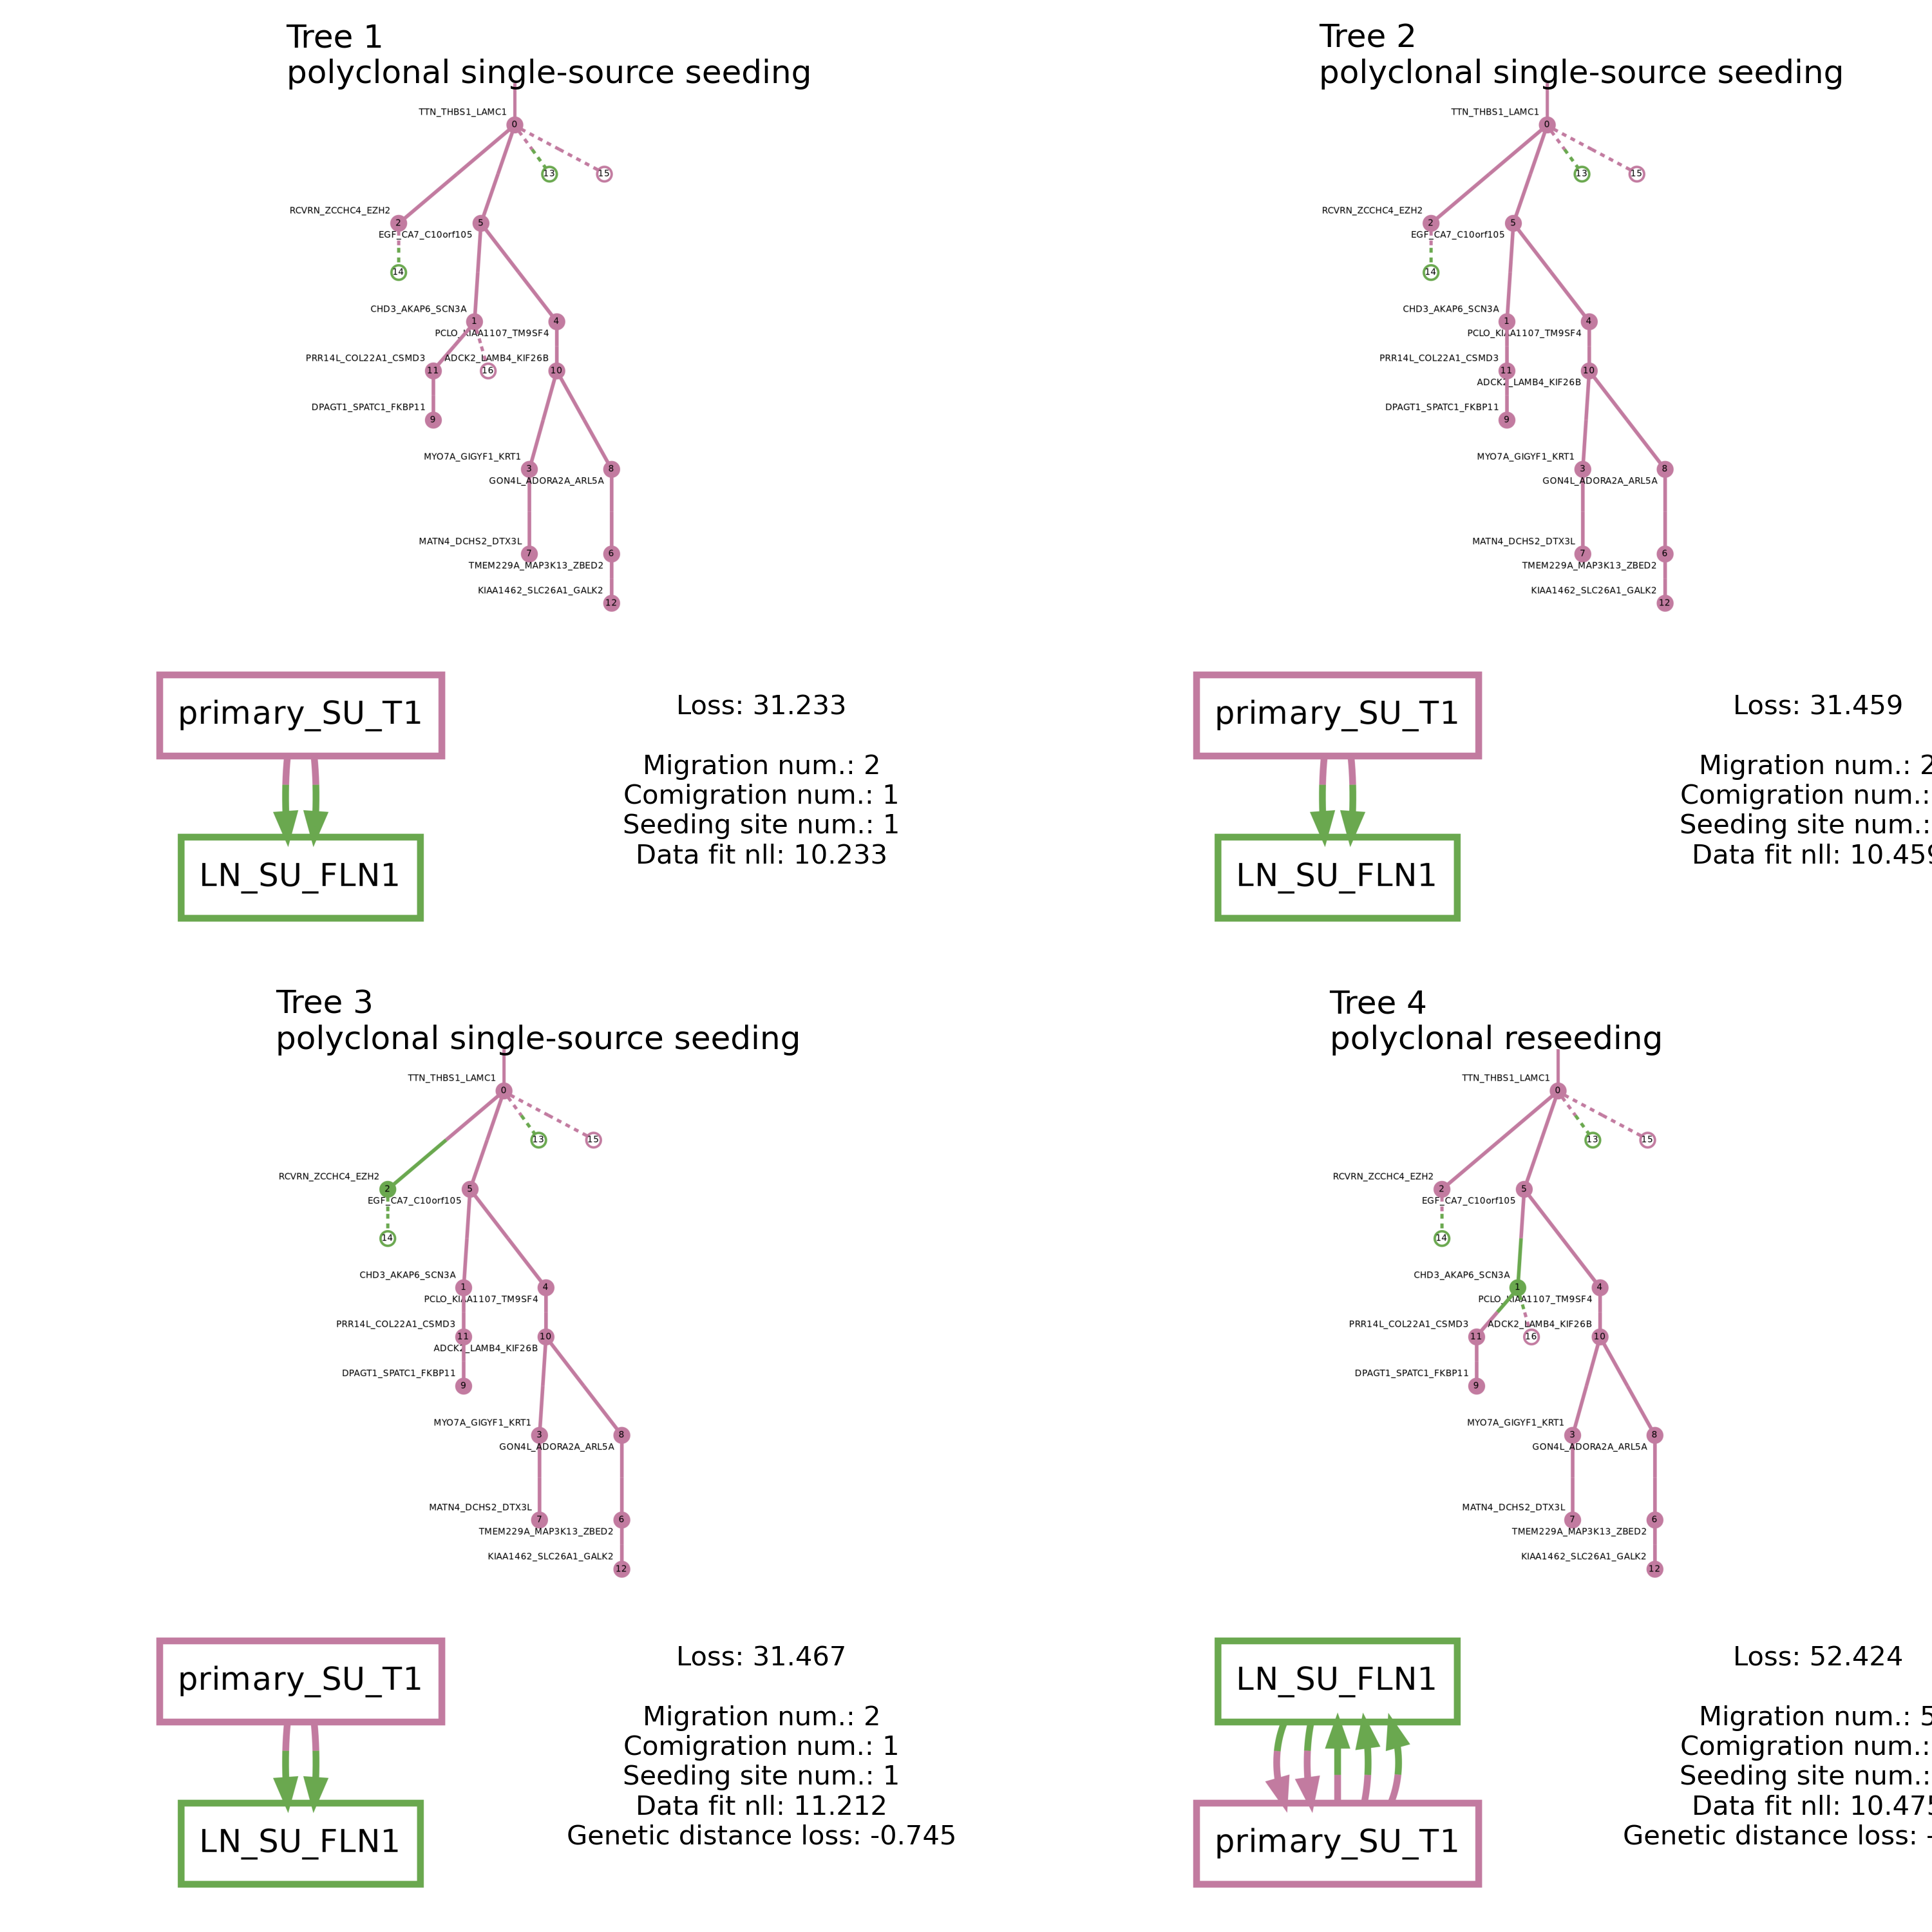 Tree 1
polyclonal single-source seeding
TTN_THBS1_LAMC1
0
13
15
RCVRN_ZCCHC4_EZH2
2
5
EGF_CA7_C10orf105
14
CHD3_AKAP6_SCN3A
1
4
PCLO_KIAA1107_TM9SF4
PRR14L_COL22A1_CSMD3
ADCK2_LAMB4_KIF26B
11
16
10
DPAGT1_SPATC1_FKBP11
9
MYO7A_GIGYF1_KRT1
3
8
GON4L_ADORA2A_ARL5A
MATN4_DCHS2_DTX3L
7
6
TMEM229A_MAP3K13_ZBED2
KIAA1462_SLC26A1_GALK2
12
primary_SU_T1
LN_SU_FLN1
Loss: 31.233
Migration num.: 2
Comigration num.: 1
Seeding site num.: 1
Data fit nll: 10.233
Tree 2
polyclonal single-source seeding
TTN_THBS1_LAMC1
0
13
15
RCVRN_ZCCHC4_EZH2
2
5
EGF_CA7_C10orf105
14
CHD3_AKAP6_SCN3A
1
4
PCLO_KIAA1107_TM9SF4
PRR14L_COL22A1_CSMD3
11
10
ADCK2_LAMB4_KIF26B
DPAGT1_SPATC1_FKBP11
9
MYO7A_GIGYF1_KRT1
3
8
GON4L_ADORA2A_ARL5A
MATN4_DCHS2_DTX3L
7
6
TMEM229A_MAP3K13_ZBED2
KIAA1462_SLC26A1_GALK2
12
primary_SU_T1
LN_SU_FLN1
Loss: 31.459
Migration num.: 2
Comigration num.:
Seeding site num.:
Data fit nll: 10.459
Tree 3
polyclonal single-source seeding
TTN_THBS1_LAMC1
0
13
15
RCVRN_ZCCHC4_EZH2
2
5
EGF_CA7_C10orf105
14
CHD3_AKAP6_SCN3A
1
4
PCLO_KIAA1107_TM9SF4
PRR14L_COL22A1_CSMD3
11
10
ADCK2_LAMB4_KIF26B
DPAGT1_SPATC1_FKBP11
9
MYO7A_GIGYF1_KRT1
3
8
GON4L_ADORA2A_ARL5A
MATN4_DCHS2_DTX3L
7
6
TMEM229A_MAP3K13_ZBED2
KIAA1462_SLC26A1_GALK2
12
primary_SU_T1
LN_SU_FLN1
Loss: 31.467
Migration num.: 2
Comigration num.: 1
Seeding site num.: 1
Data fit nll: 11.212
Genetic distance loss: -0.745
Tree 4
polyclonal reseeding
TTN_THBS1_LAMC1
0
13
15
RCVRN_ZCCHC4_EZH2
2
5
EGF_CA7_C10orf105
14
CHD3_AKAP6_SCN3A
1
4
PCLO_KIAA1107_TM9SF4
PRR14L_COL22A1_CSMD3
ADCK2_LAMB4_KIF26B
11
16
10
DPAGT1_SPATC1_FKBP11
9
MYO7A_GIGYF1_KRT1
3
8
GON4L_ADORA2A_ARL5A
MATN4_DCHS2_DTX3L
7
6
TMEM229A_MAP3K13_ZBED2
KIAA1462_SLC26A1_GALK2
12
LN_SU_FLN1
primary_SU_T1
Loss: 52.424
Migration num.: 5
Comigration num.:
Seeding site num.:
Data fit nll: 10.475
Genetic distance loss: -